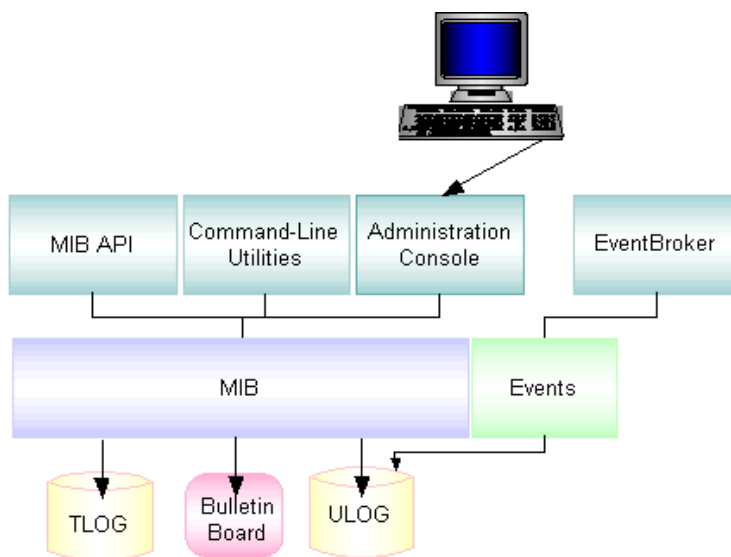 MIB API
Command-Line
Utilities
Administration
Console
EventBroker
MIB
Events
TLOG
Bulletin
Board
ULOG